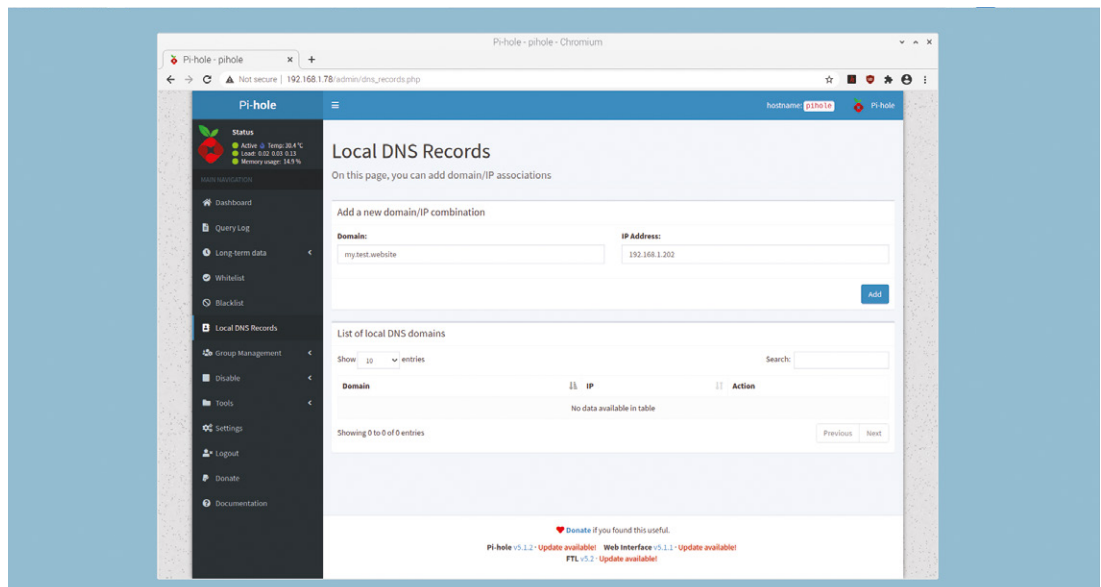 Pi-hole - pihole - Chromium
Pi-hole - pihole
Not secure | 192.168.1.78/admin/dns_records.php
Pi-hole
hostname: pihole
Pi-hole
Status
Active Temp: 38.4 °C
Load: 0.02 0.03 0.13
Memory usage: 14.9 %
MAIN NAVIGATION
Dashboard
Query Log
Long-term data
Whitelist
Blacklist
Local DNS Records
Group Management
Disable
Tools
Settings
Logout
Donate
Documentation
Local DNS Records
On this page, you can add domain/IP associations
Add a new domain/IP combination
Domain: IP Address:
my.test.website 192.168.1.202
Add
List of local DNS domains
Show 10 entries Search:
Domain IP Action
No data available in table
Showing 0 to 0 of 0 entries Previous Next
Donate if you found this useful.
Pi-hole v5.1.2 · Update available! Web Interface v5.1.1 · Update available!
FTL v5.2 · Update available!